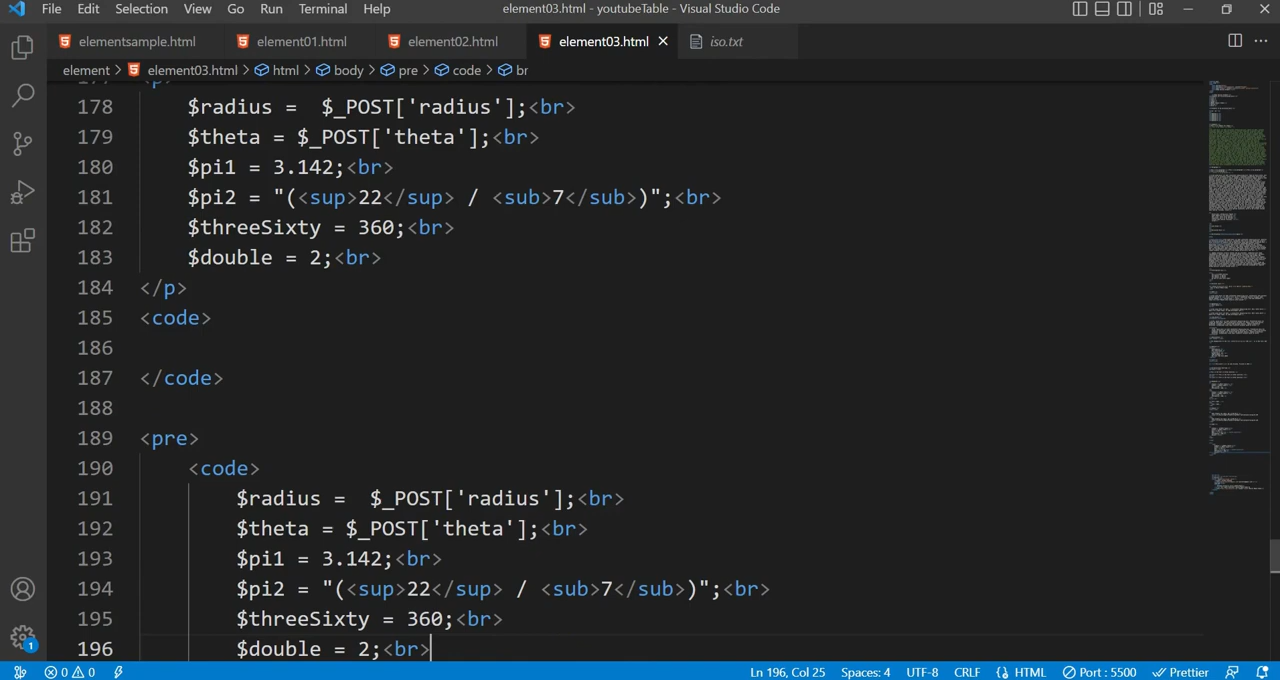 File Edit Selection View Go Run Terminal Help element03.html - youtubeTable - Visual Studio Code
elementsample.html element01.html element02.html element03.html iso.txt
element > element03.html > html > body > pre > code > br
178 $radius =  $_POST['radius'];<br>
179 $theta = $_POST['theta'];<br>
180 $pi1 = 3.142;<br>
181 $pi2 = "(<sup>22</sup> / <sub>7</sub>)";<br>
182 $threeSixty = 360;<br>
183 $double = 2;<br>
184 </p>
185 <code>
186
187 </code>
188
189 <pre>
190 <code>
191 $radius =  $_POST['radius'];<br>
192 $theta = $_POST['theta'];<br>
193 $pi1 = 3.142;<br>
194 $pi2 = "(<sup>22</sup> / <sub>7</sub>)";<br>
195 $threeSixty = 360;<br>
196 $double = 2;<br>
1
0 0 Ln 196, Col 25 Spaces: 4 UTF-8 CRLF HTML Port : 5500 Prettier